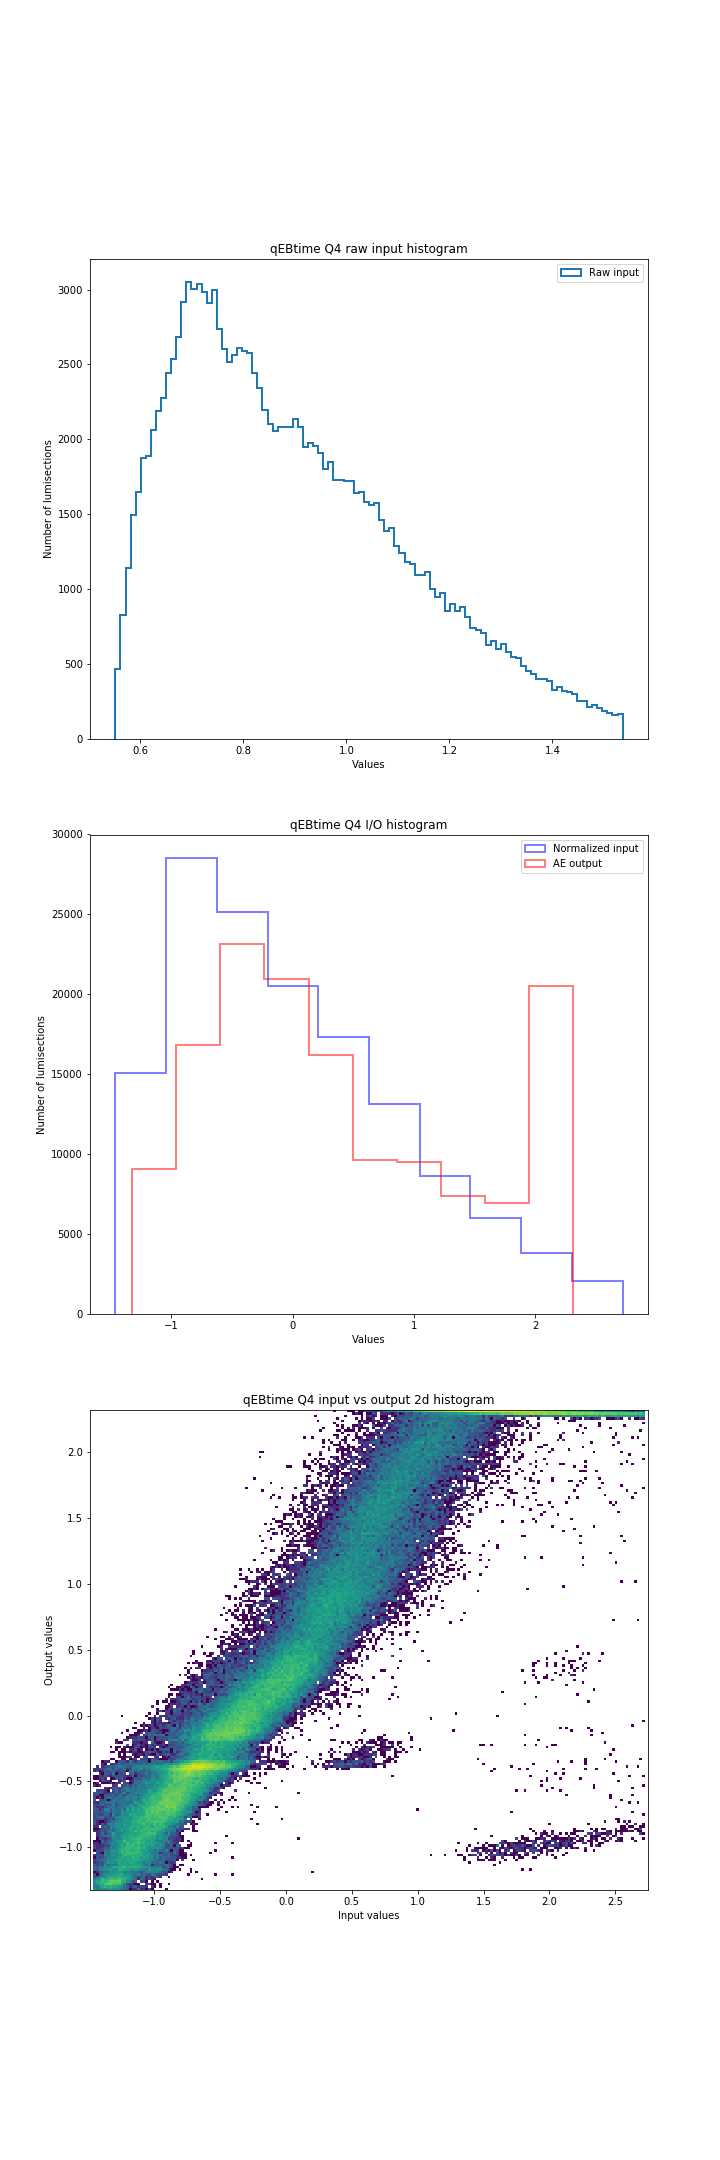 qEBtime Q4 raw input histogram
Raw input
3000
2500
2000
1500
1000
500
0
Number of lumisections
0.6 0.8 1.0 1.2 1.4
Values
qEBtime Q4 I/O histogram
Normalized input
AE output
30000
25000
20000
15000
10000
5000
0
Number of lumisections
−1 0 1 2
Values
qEBtime Q4 input vs output 2d histogram
2.0
1.5
1.0
0.5
0.0
−0.5
−1.0
Output values
−1.0 −0.5 0.0 0.5 1.0 1.5 2.0 2.5
Input values